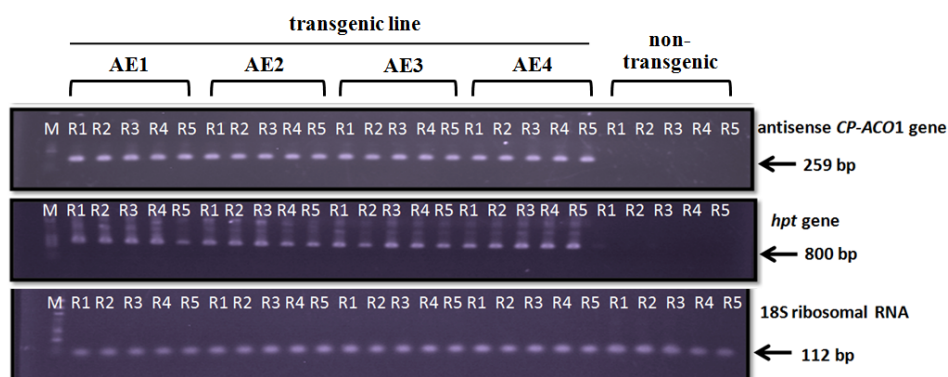 transgenic line
AE1 AE2 AE3 AE4 non-transgenic
M R1 R2 R3 R4 R5 R1 R2 R3 R4 R5 R1 R2 R3 R4 R5 R1 R2 R3 R4 R5 R1 R2 R3 R4 R5 antisense CP-ACO1 gene
259 bp
M R1 R2 R3 R4 R5 R1 R2 R3 R4 R5 R1 R2 R3 R4 R5 R1 R2 R3 R4 R5 R1 R2 R3 R4 R5 hpt gene
800 bp
M R1 R2 R3 R4 R5 R1 R2 R3 R4 R5 R1 R2 R3 R4 R5 R1 R2 R3 R4 R5 R1 R2 R3 R4 R5 18S ribosomal RNA
112 bp